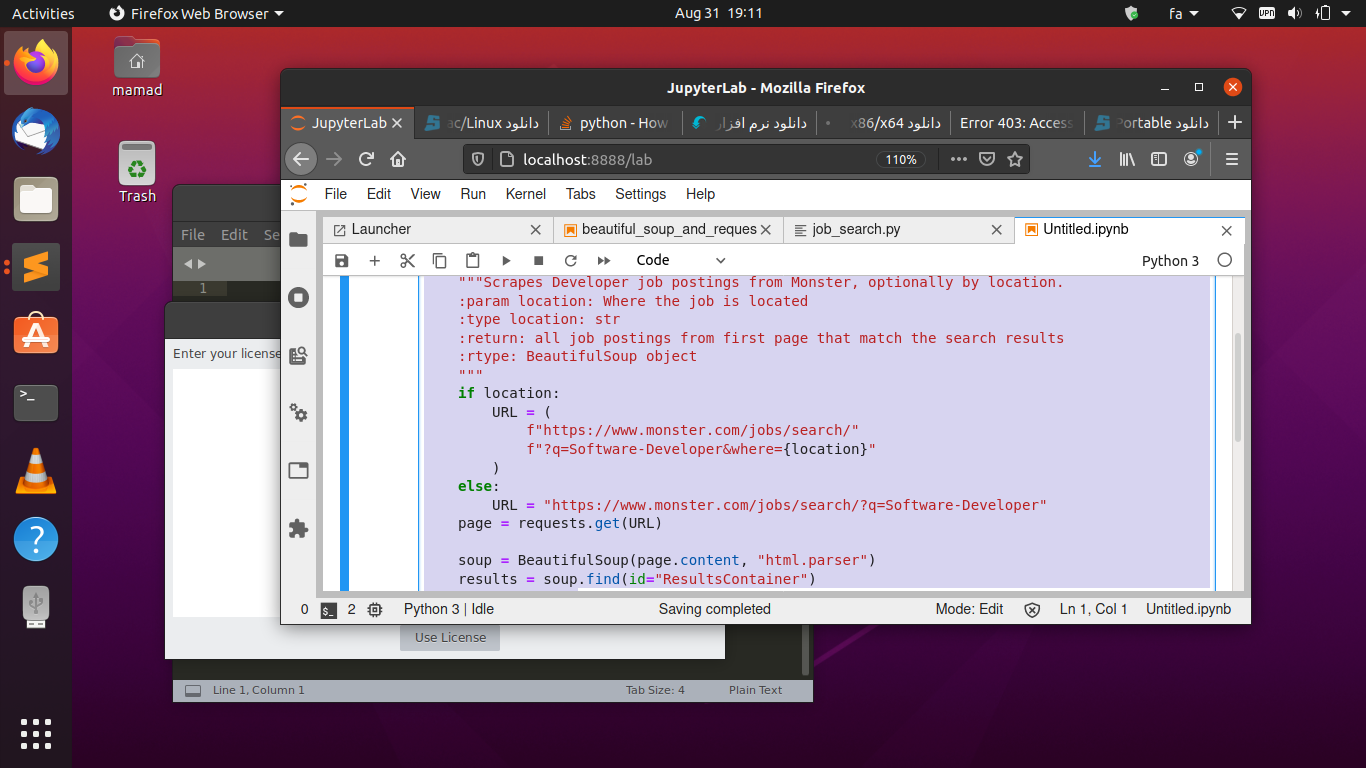 Activities
Firefox Web Browser
Aug 31 19:11
fa
VPN
mamad
Trash
JupyterLab - Mozilla Firefox
JupyterLab
ac/Linux دانلود
python - How
دانلود نرم افزار
x86/x64 دانلود
Error 403: Access
Portable دانلود
localhost:8888/lab
110%
File Edit View Run Kernel Tabs Settings Help
Launcher
beautiful_soup_and_reques
job_search.py
Untitled.ipynb
Code
Python 3
"""Scrapes Developer job postings from Monster, optionally by location.
:param location: Where the job is located
:type location: str
:return: all job postings from first page that match the search results
:rtype: BeautifulSoup object
"""
if location:
URL = (
f"https://www.monster.com/jobs/search/"
f"?q=Software-Developer&where={location}"
)
else:
URL = "https://www.monster.com/jobs/search/?q=Software-Developer"
page = requests.get(URL)
soup = BeautifulSoup(page.content, "html.parser")
results = soup.find(id="ResultsContainer")
0
$_
2
Python 3 | Idle
Saving completed
Mode: Edit
Ln 1, Col 1
Untitled.ipynb
File Edit Se
1
Enter your license
Use License
Line 1, Column 1
Tab Size: 4
Plain Text
>_
?